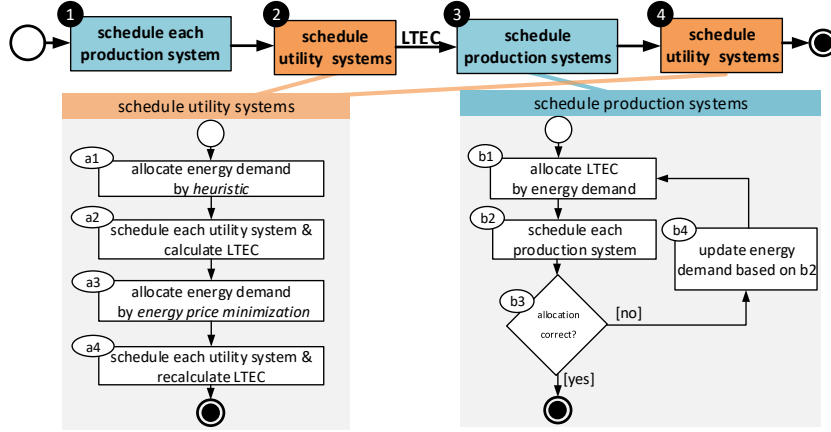 1
schedule each
production system
2
schedule
utility systems
LTEC
3
schedule
production systems
4
schedule
utility systems
schedule utility systems
a1
allocate energy demand
by heuristic
a2
schedule each utility system &
calculate LTEC
a3
allocate energy demand
by energy price minimization
a4
schedule each utility system &
recalculate LTEC
schedule production systems
b1
allocate LTEC
by energy demand
b2
schedule each
production system
b3
allocation
correct?
[no]
[yes]
b4
update energy
demand based on b2